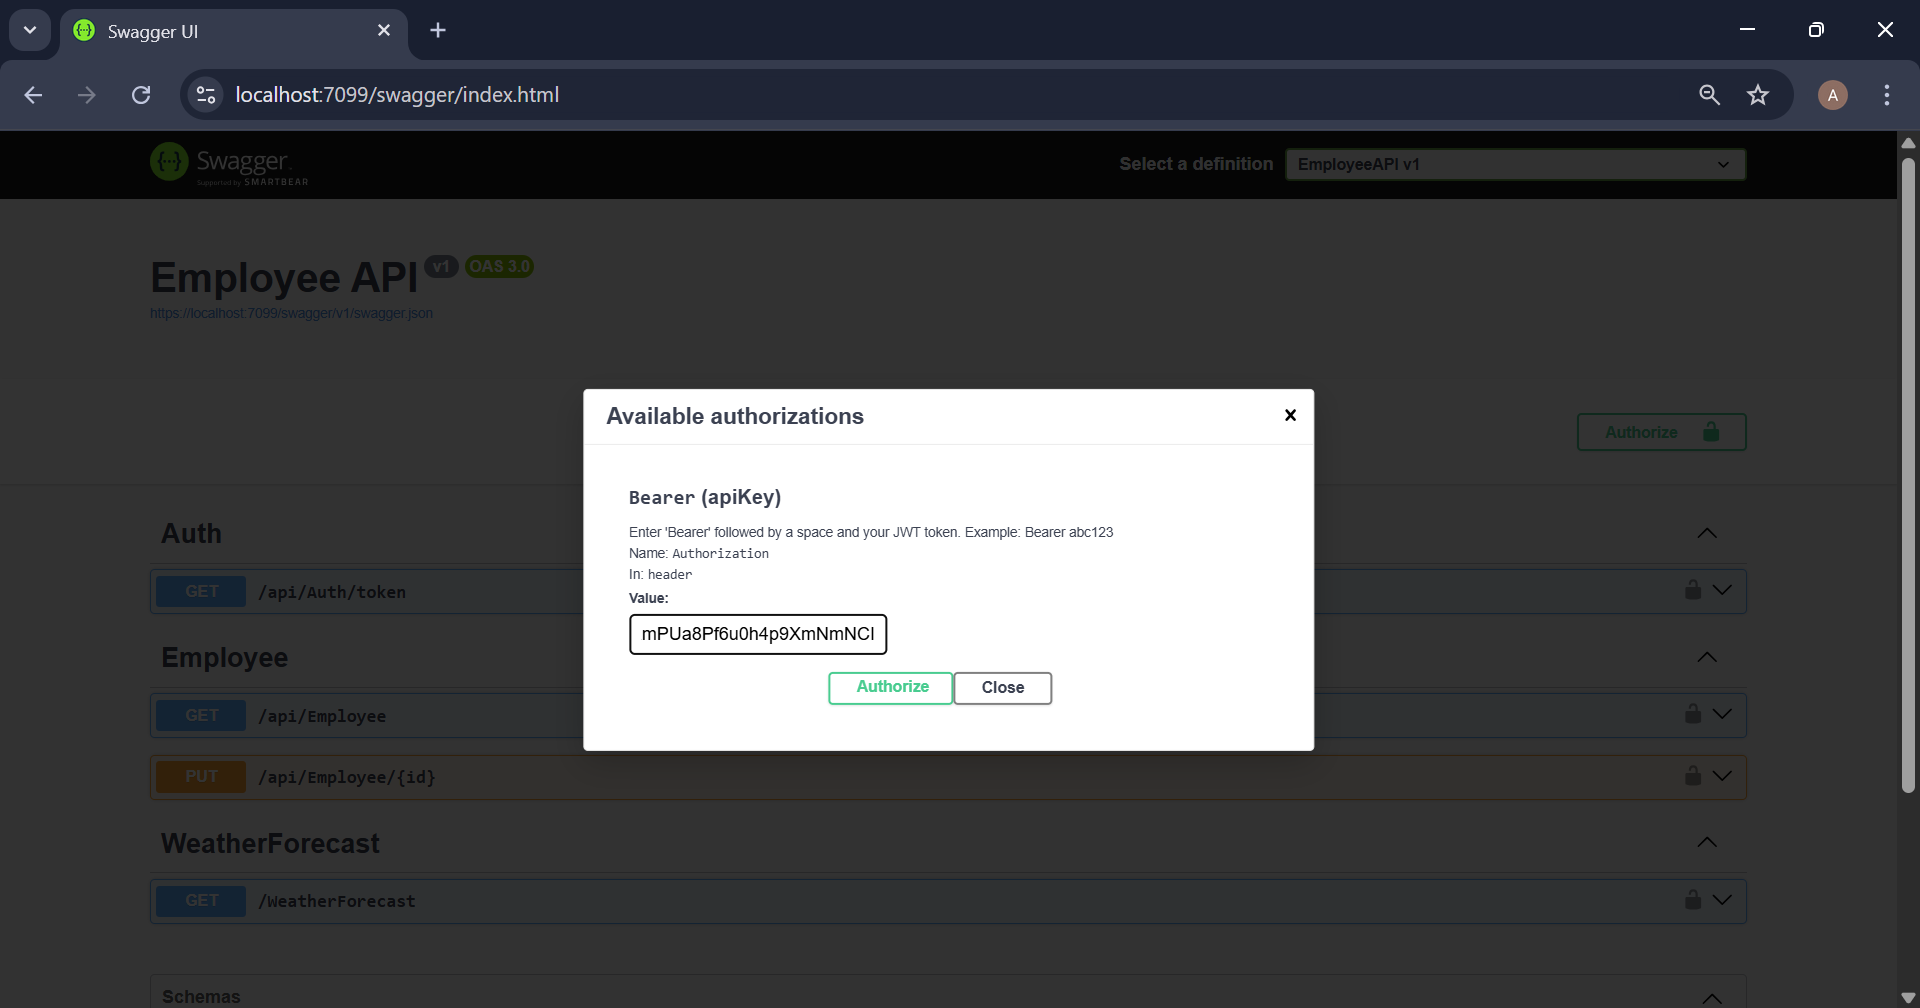 Swagger UI
localhost:7099/swagger/index.html
A
Swagger.
Supported by SMARTBEAR
Select a definition
EmployeeAPI v1
Employee API v1 OAS 3.0
https://localhost:7099/swagger/v1/swagger.json
Available authorizations
Authorize
Bearer (apiKey)
Enter 'Bearer' followed by a space and your JWT token. Example: Bearer abc123
Name: Authorization
In: header
Value:
mPUa8Pf6u0h4p9XmNmNCI
Authorize
Close
Auth
GET /api/Auth/token
Employee
GET /api/Employee
PUT /api/Employee/{id}
WeatherForecast
GET /WeatherForecast
Schemas